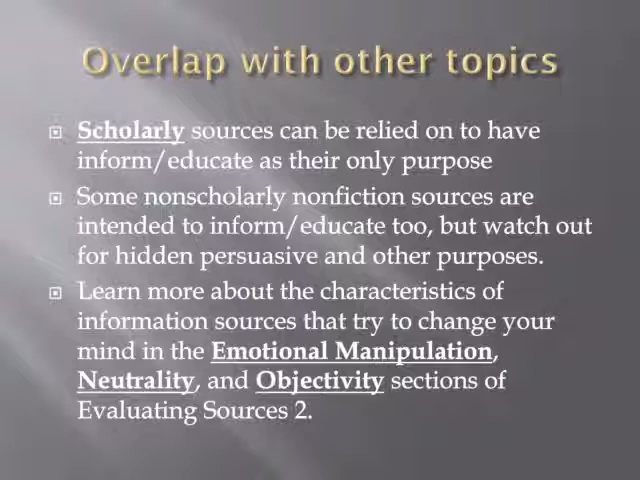 Overlap with other topics
Scholarly sources can be relied on to have
inform/educate as their only purpose
Some nonscholarly nonfiction sources are
intended to inform/educate too, but watch out
for hidden persuasive and other purposes.
Learn more about the characteristics of
information sources that try to change your
mind in the Emotional Manipulation,
Neutrality, and Objectivity sections of
Evaluating Sources 2.